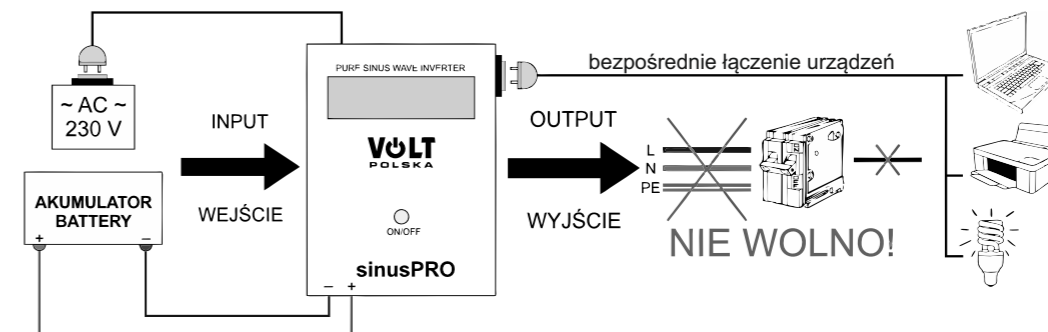 ~ AC ~
230 V
AKUMULATOR
BATTERY
+ –
INPUT
WEJŚCIE
PURE SINUS WAVE INVERTER
VOLT
POLSKA
ON/OFF
sinusPRO
– +
bezpośrednie łączenie urządzeń
OUTPUT
WYJŚCIE
L
N
PE
NIE WOLNO!